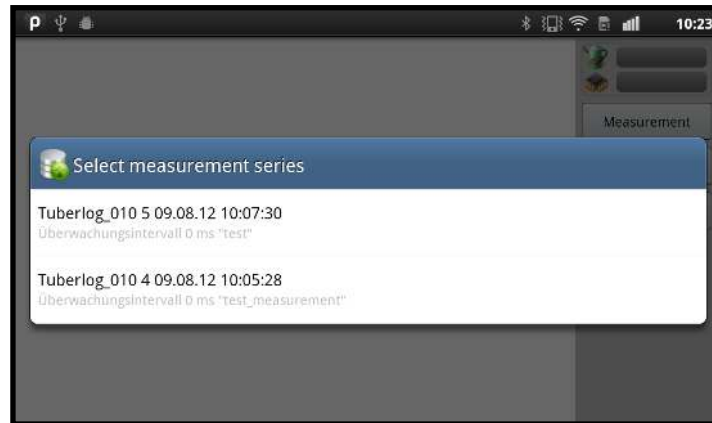 10:23
Measurement
Select measurement series
Tuberlog_010 5 09.08.12 10:07:30
Überwachungsintervall 0 ms "test"
Tuberlog_010 4 09.08.12 10:05:28
Überwachungsintervall 0 ms "test_measurement"